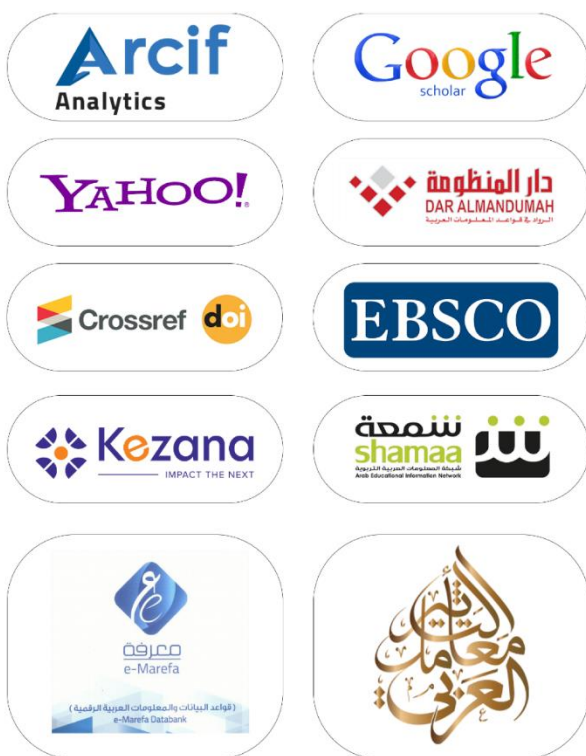 Arcif
Analytics
Google
scholar
YAHOO!
دار المنظومة
DAR ALMANDUMAH
الرواد في قواعد المعلومات العربية
Crossref
doi
EBSCO
Kezana
IMPACT THE NEXT
شمعة
shamaa
شبكة المعلومات العربية التربوية
Arab Educational Information Network
معرفة
e-Marefa
(قواعد البيانات والمعلومات العربية الرقمية)
e-Marefa Databank
معامل التأثير العربي